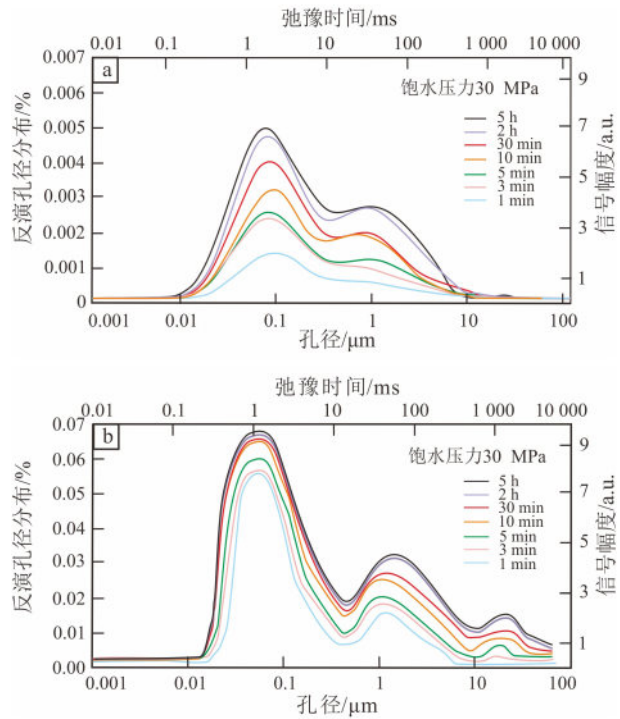 弛豫时间/ms
0.01 0.1 1 10 100 1 000 10 000
a
饱水压力30 MPa
5 h
2 h
30 min
10 min
5 min
3 min
1 min
反演孔径分布/%
0.007
0.006
0.005
0.004
0.003
0.002
0.001
0
信号幅度/a.u.
9
7
5
3
1
0.001 0.01 0.1 1 10 100
孔径/μm
弛豫时间/ms
0.01 0.1 1 10 100 1 000 10 000
b
饱水压力30 MPa
5 h
2 h
30 min
10 min
5 min
3 min
1 min
反演孔径分布/%
0.07
0.06
0.05
0.04
0.03
0.02
0.01
0.00
信号幅度/a.u.
9
7
5
3
1
0.001 0.01 0.1 1 10 100
孔径/μm